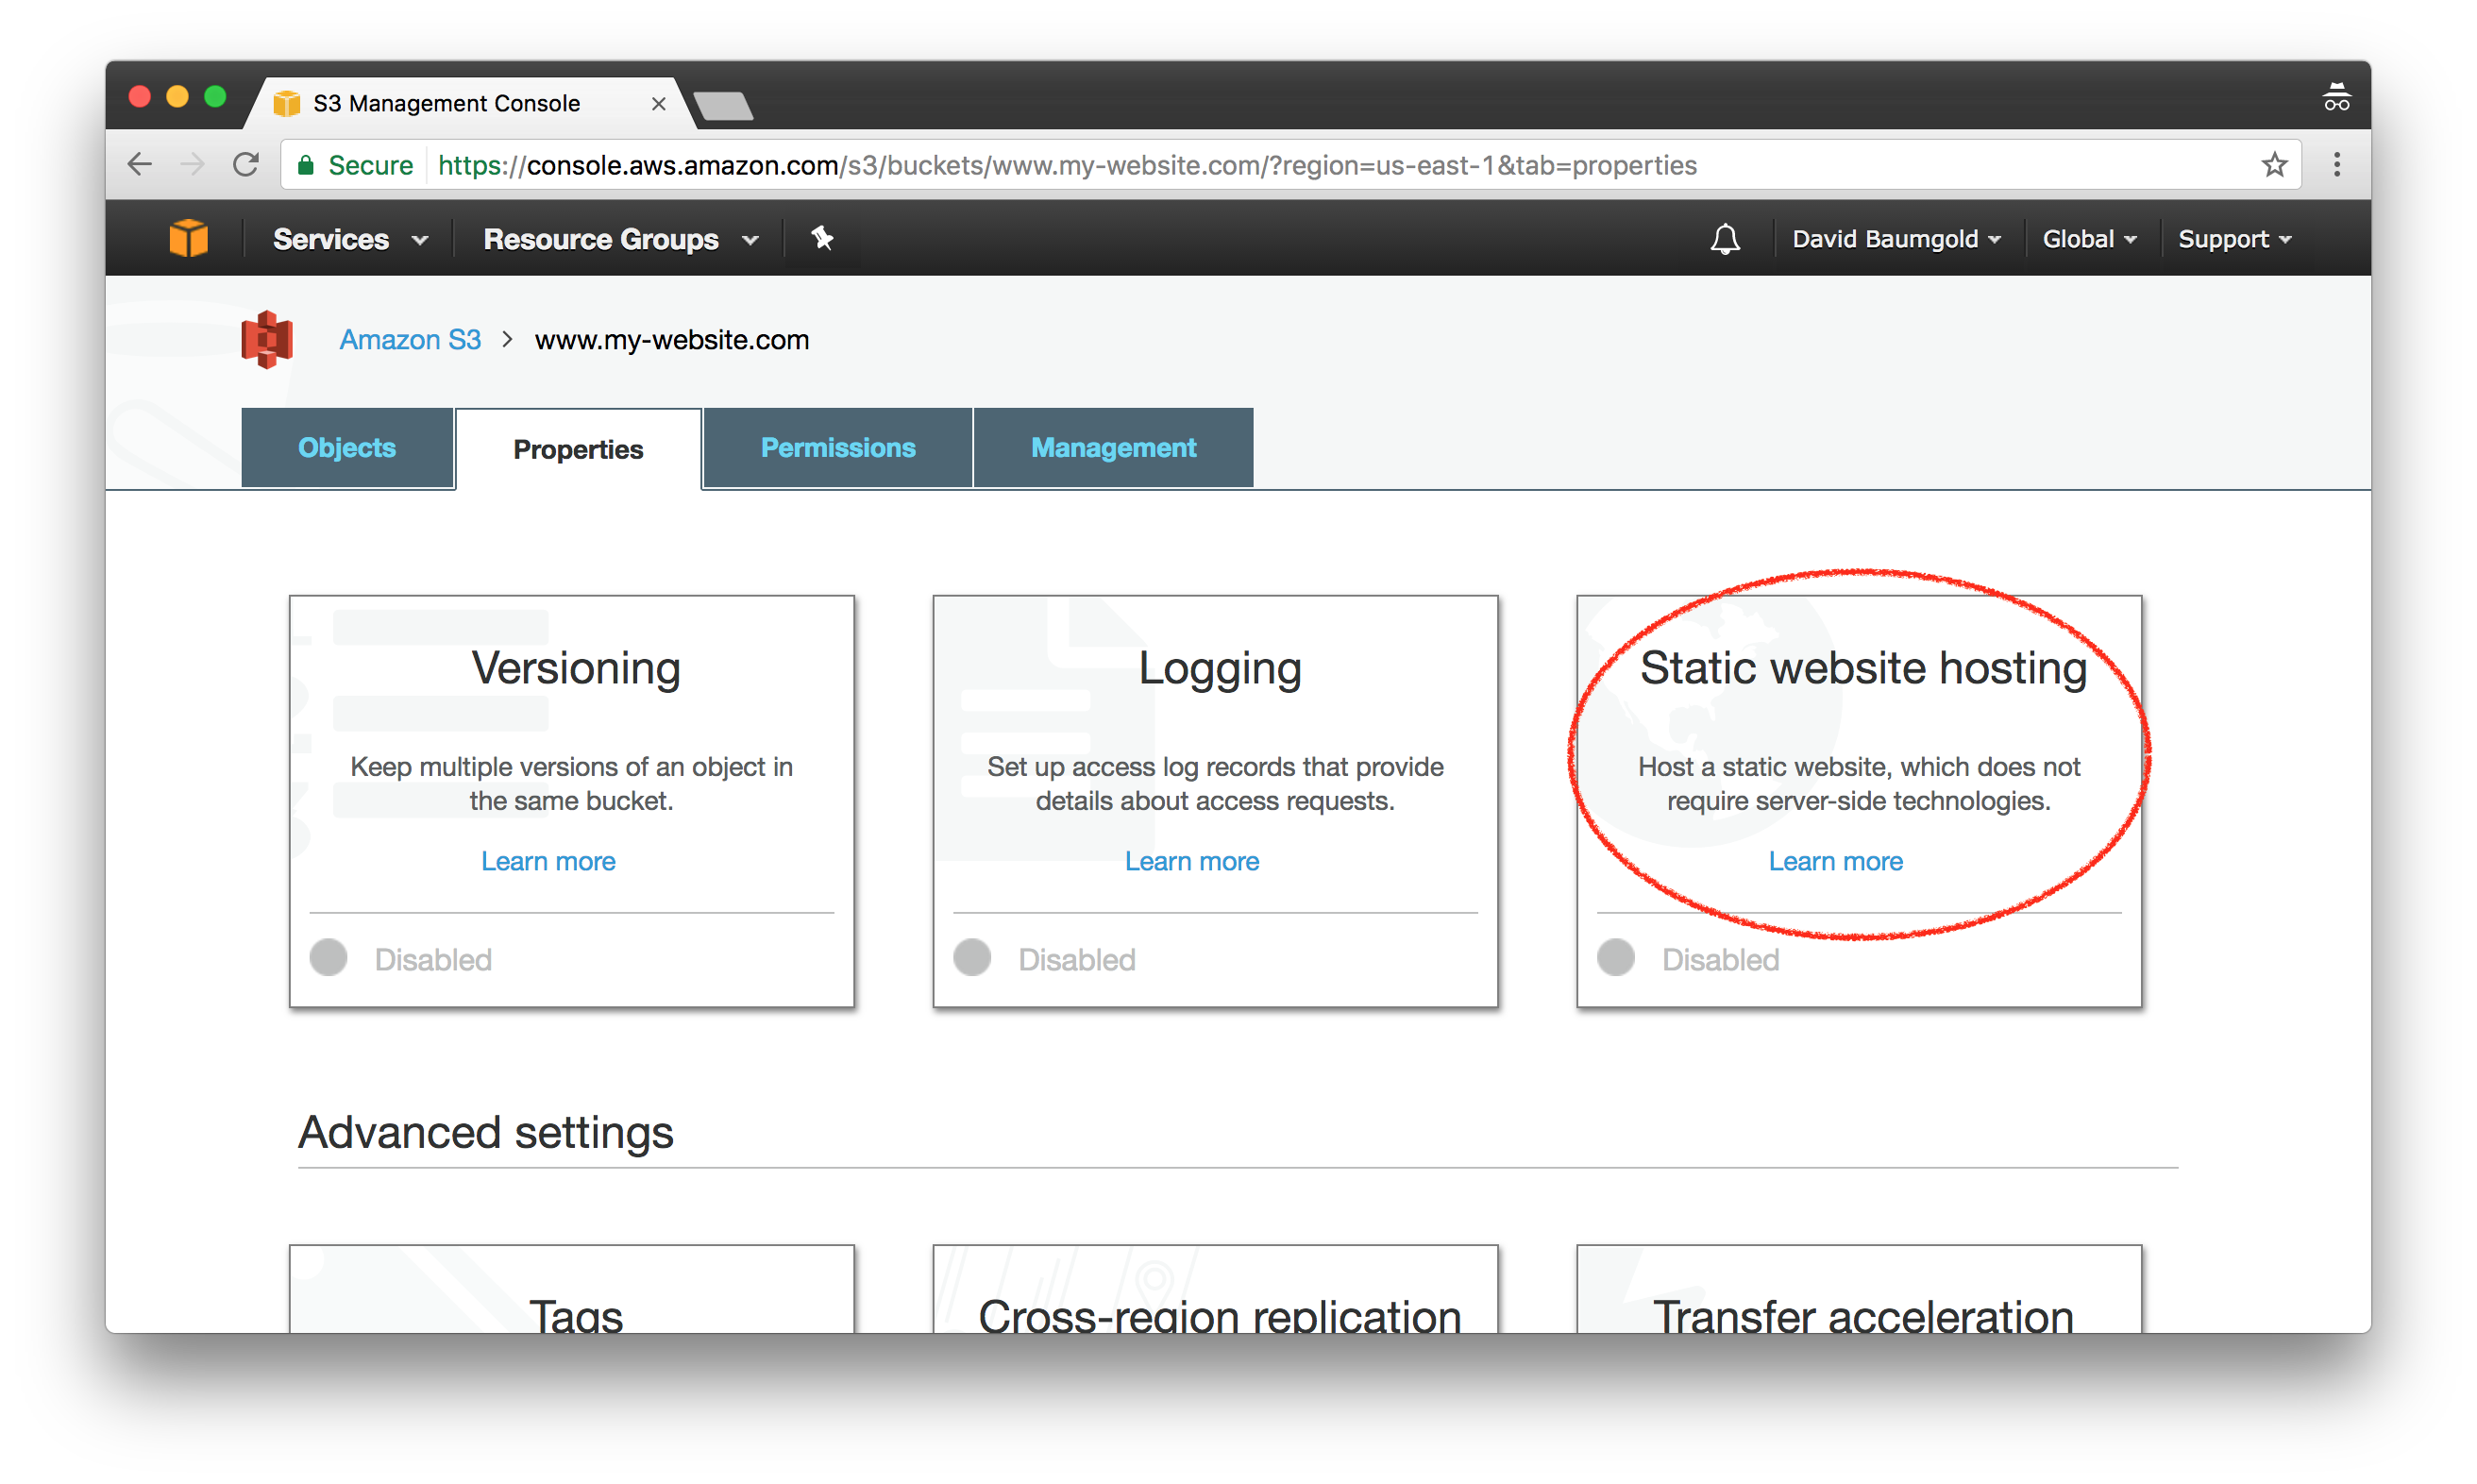 S3 Management Console
Secure https://console.aws.amazon.com/s3/buckets/www.my-website.com/?region=us-east-1&tab=properties
Services Resource Groups David Baumgold Global Support
Amazon S3 > www.my-website.com
Objects Properties Permissions Management
Versioning
Keep multiple versions of an object in
the same bucket.
Learn more
Disabled
Logging
Set up access log records that provide
details about access requests.
Learn more
Disabled
Static website hosting
Host a static website, which does not
require server-side technologies.
Learn more
Disabled
Advanced settings
Tags
Cross-region replication
Transfer acceleration